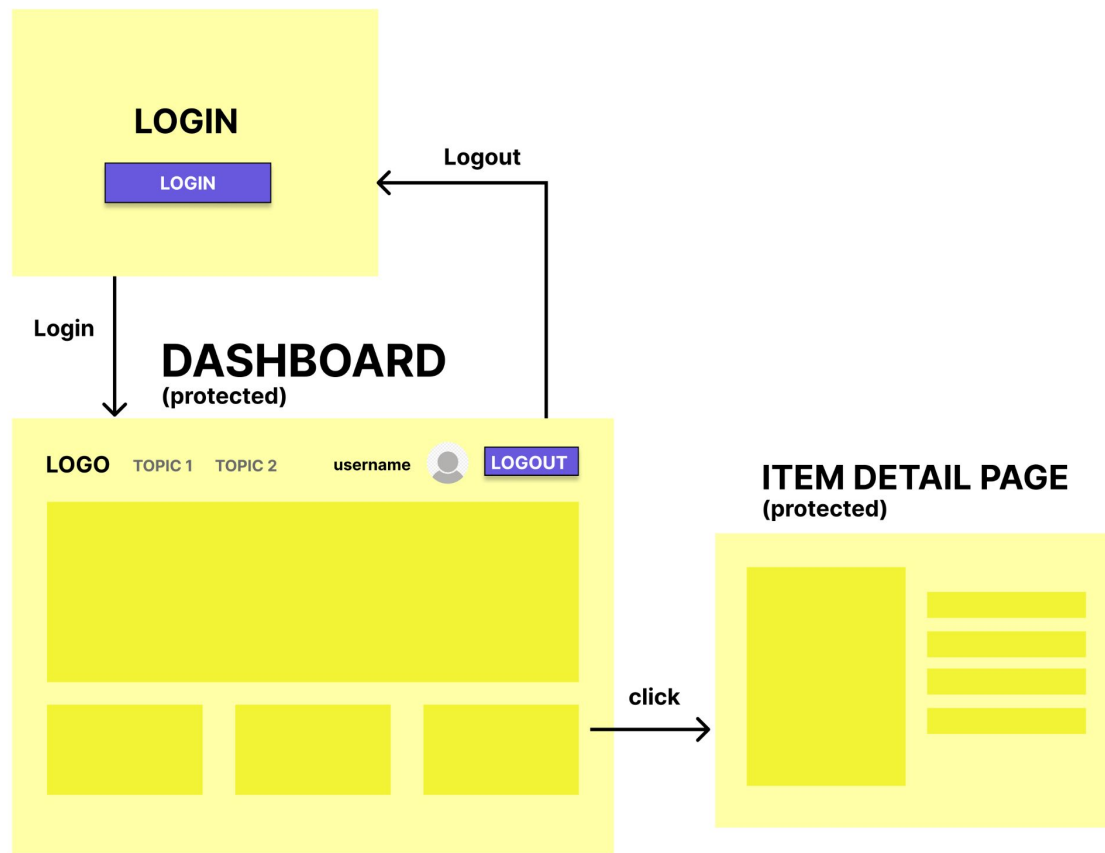 LOGIN
LOGIN
Logout
Login
DASHBOARD
(protected)
LOGO TOPIC 1 TOPIC 2 username LOGOUT
ITEM DETAIL PAGE
(protected)
click